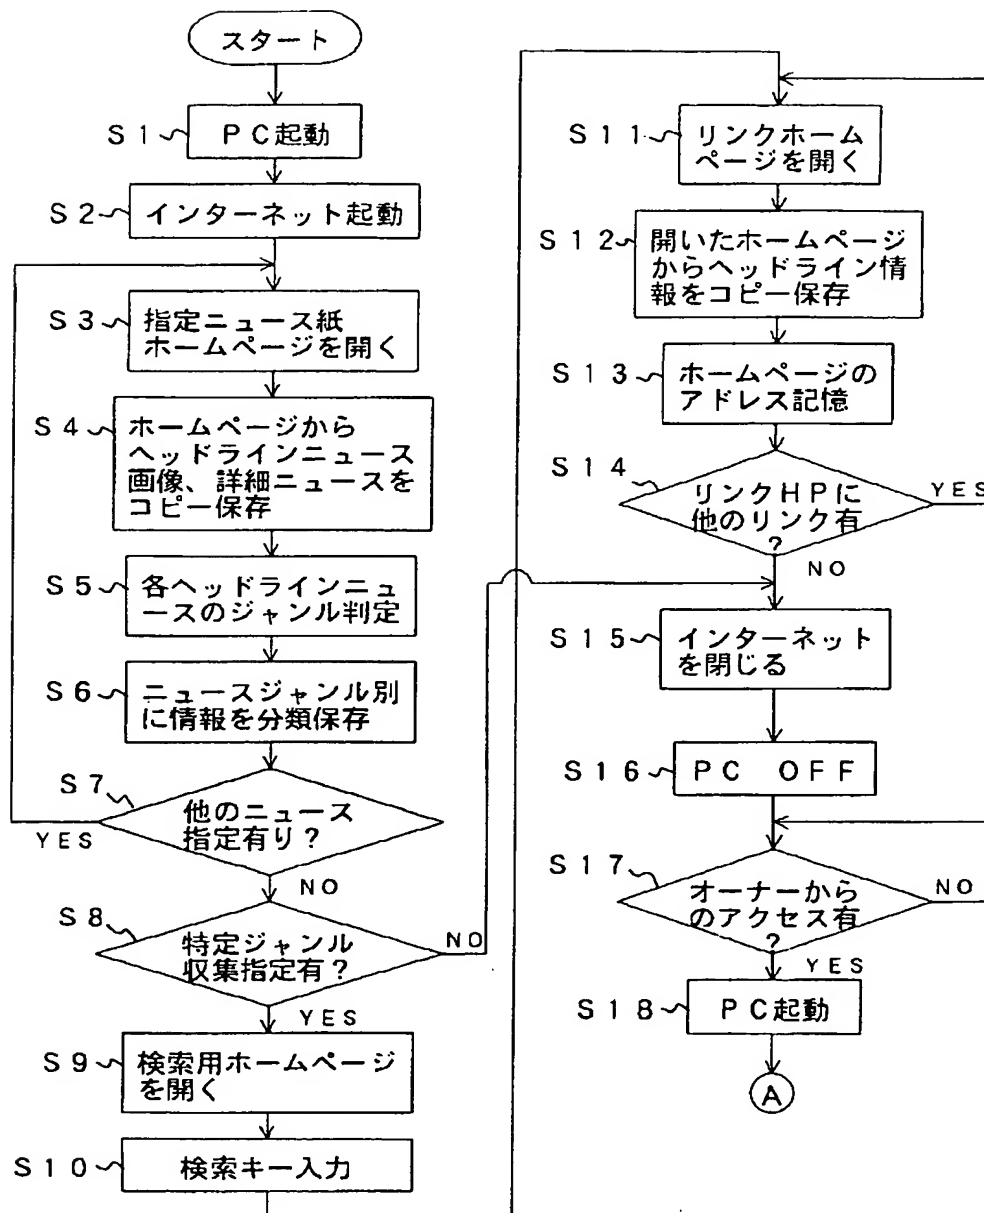 スタート
S1
PC起動
S2
インターネット起動
S3
指定ニュース紙
ホームページを開く
S4
ホームページから
ヘッドラインニュース
画像、詳細ニュースを
コピー保存
S5
各ヘッドラインニュ
ースのジャンル判定
S6
ニュースジャンル別
に情報を分類保存
S7
他のニュース
指定有り?
YES
NO
S8
特定ジャンル
収集指定有?
NO
YES
S9
検索用ホームページ
を開く
S10
検索キー入力
S11
リンクホーム
ページを開く
S12
開いたホームページ
からヘッドライン情
報をコピー保存
S13
ホームページの
アドレス記憶
S14
リンクHPに
他のリンク有
?
YES
NO
S15
インターネット
を閉じる
S16
PC OFF
S17
オーナーから
のアクセス有
?
NO
YES
S18
PC起動
A